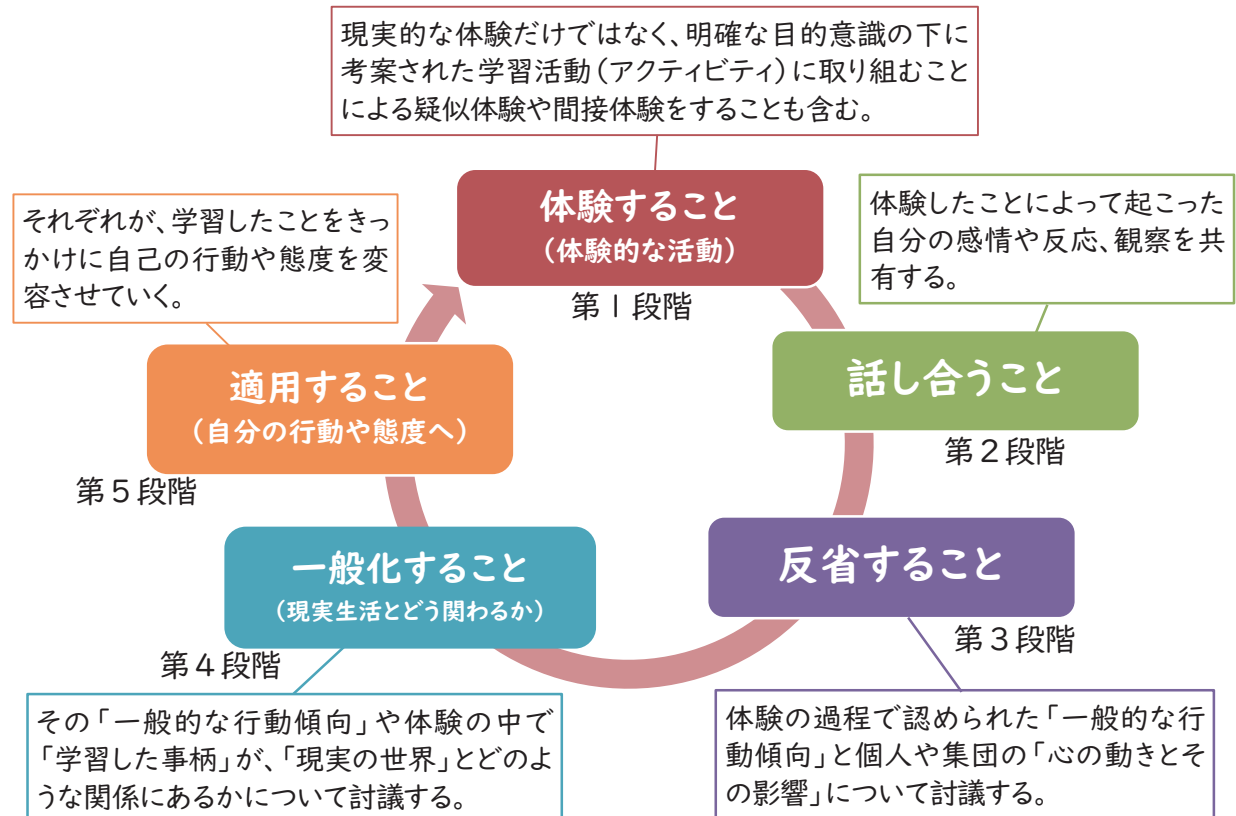 現実的な体験だけではなく、明確な目的意識の下に
考案された学習活動（アクティビティ）に取り組むこと
による疑似体験や間接体験をすることも含む。
体験すること
（体験的な活動）
第１段階
体験したことによって起こった
自分の感情や反応、観察を共
有する。
話し合うこと
第２段階
反省すること
第３段階
体験の過程で認められた「一般的な行
動傾向」と個人や集団の「心の動きとそ
の影響」について討議する。
一般化すること
（現実生活とどう関わるか）
第４段階
その「一般的な行動傾向」や体験の中で
「学習した事柄」が、「現実の世界」とどのよ
うな関係にあるかについて討議する。
それぞれが、学習したことをきっ
かけに自己の行動や態度を変
容させていく。
適用すること
（自分の行動や態度へ）
第５段階